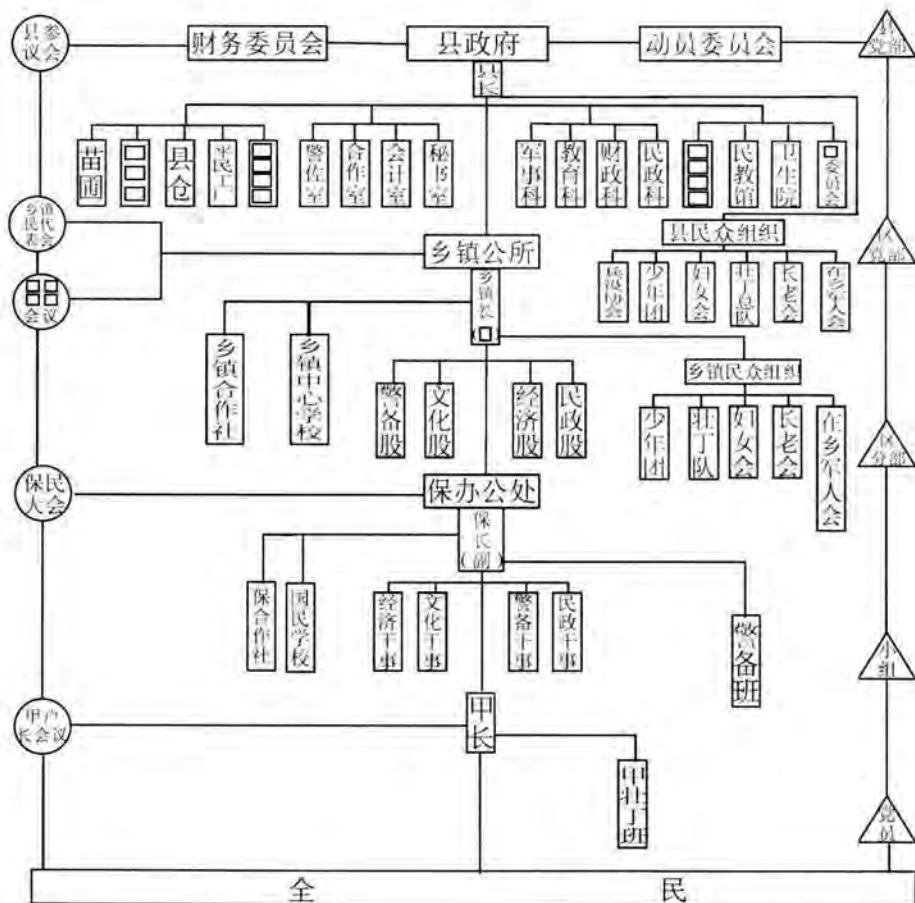 县参议会
财务委员会
县政府
动员委员会
县党部
县长
苗圃
□□□
县仓
平民工厂
□□□
警佐室
合作室
会计室
秘书室
军事科
教育科
财政科
民政科
□□□
民教馆
卫生院
□委员会
乡镇民代表会
乡镇公所
县民众组织
区党部
□□□□会议
乡镇长(□)
兵役协会
少年团
妇女会
壮丁总队
长老会
在乡军人会
乡镇合作社
乡镇中心学校
警备股
文化股
经济股
民政股
乡镇民众组织
少年团
壮丁队
妇女会
长老会
在乡军人会
区分部
保民大会
保办公处
保长(副)
保合作社
国民学校
经济干事
文化干事
警备干事
民政干事
警备班
小组
甲户长会议
甲长
甲壮丁班
党员
全民